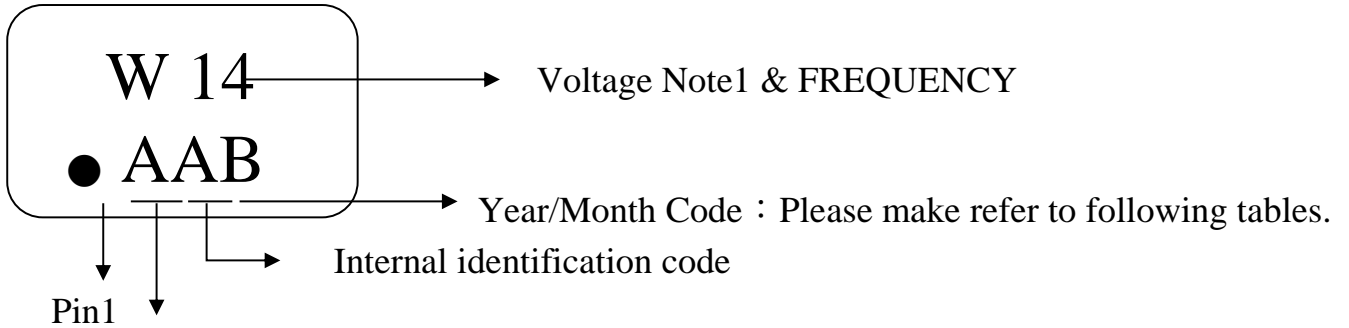 W 14
Voltage Note1 & FREQUENCY
AAB
Year/Month Code：Please make refer to following tables.
Internal identification code
Pin1